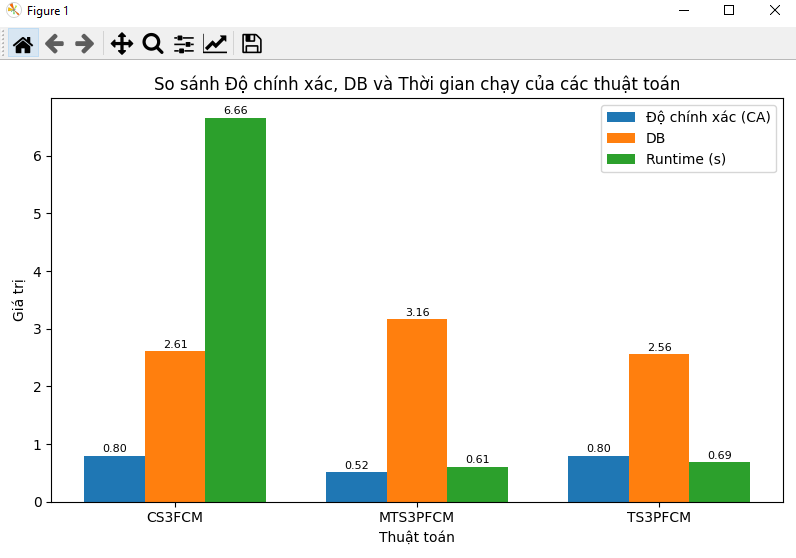 Figure 1
So sánh Độ chính xác, DB và Thời gian chạy của các thuật toán
Độ chính xác (CA)
DB
Runtime (s)
Giá trị
6
5
4
3
2
1
0
0.80
2.61
6.66
0.52
3.16
0.61
0.80
2.56
0.69
CS3FCM
MTS3PFCM
TS3PFCM
Thuật toán